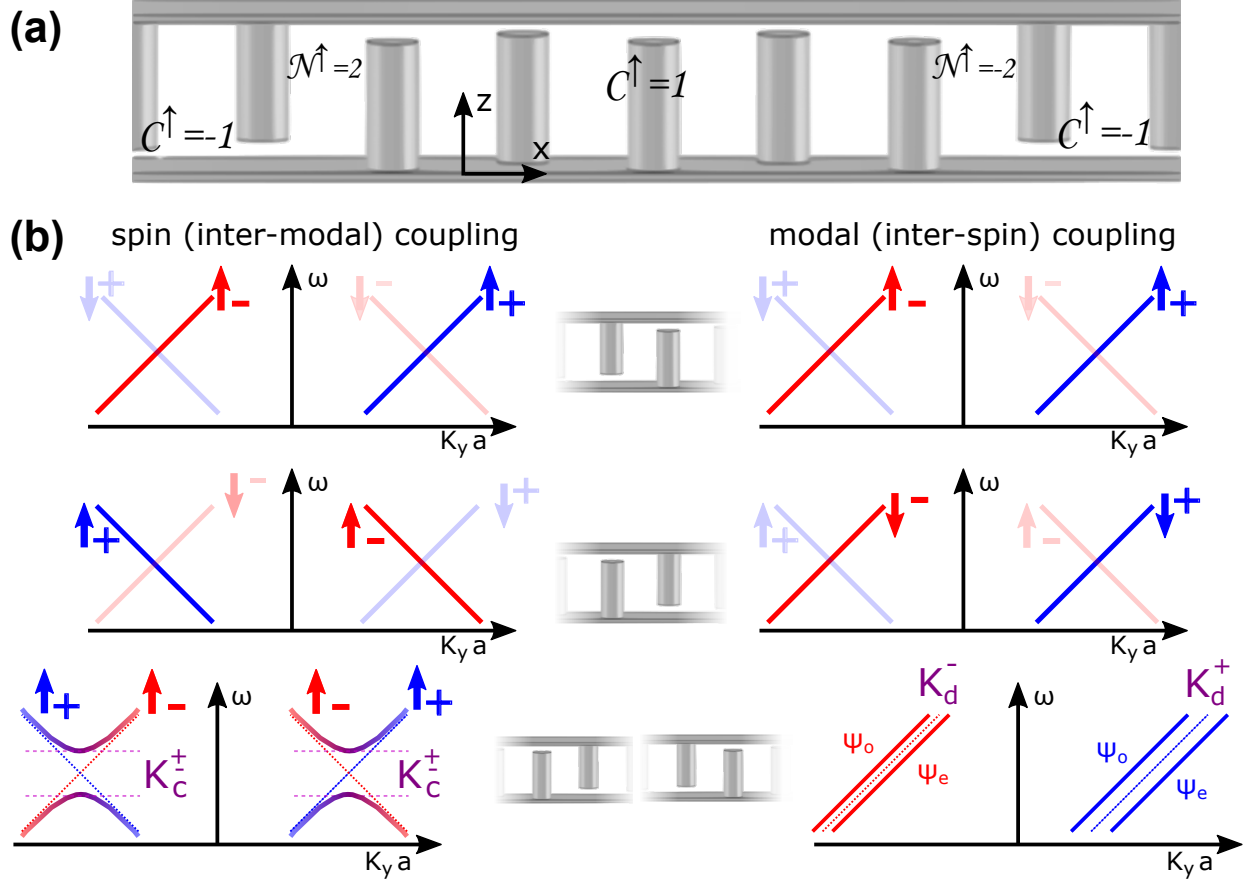 (a)
𝒩↑=2
C↑=1
𝒩↑=-2
C↑=-1
z
x
C↑=-1
(b)
spin (inter-modal) coupling
modal (inter-spin) coupling
↓+ ↑- ω ↓- ↑+
K_y a
↓+ ↑- ω ↓- ↑+
K_y a
↑+ ↓- ω ↑- ↓+
K_y a
↑+ ↓- ω ↑- ↓+
K_y a
↑+ ↑- ω ↑- ↑+
K_c^± K_c^±
K_y a
K_d^- ω K_d^+
ψ_o ψ_e ψ_o ψ_e
K_y a